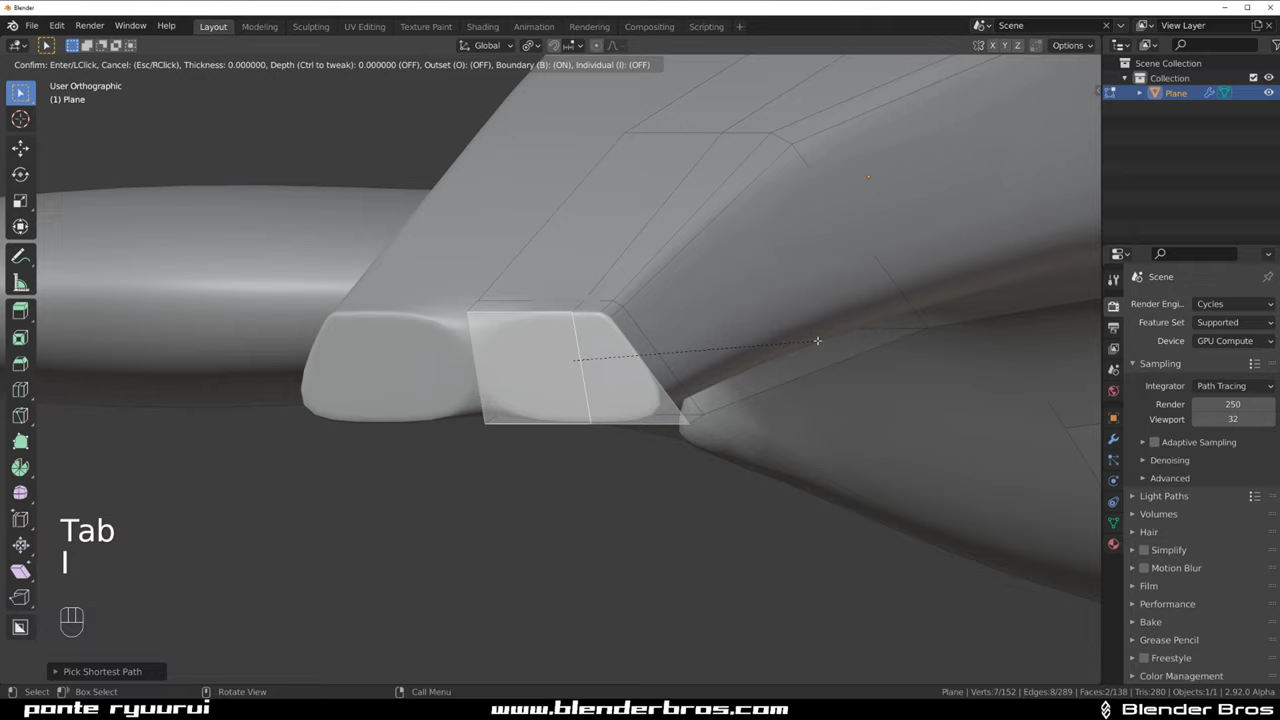 Blender
File Edit Render Window Help Layout Modeling Sculpting UV Editing Texture Paint Shading Animation Rendering Compositing Scripting + Scene View Layer
Global X Y Z Options
Confirm: Enter/LClick, Cancel: (Esc/RClick), Thickness: 0.000000, Depth (Ctrl to tweak): 0.000000 (OFF), Outset (O): (OFF), Boundary (B): (ON), Individual (I): (OFF)
User Orthographic
(1) Plane
Scene Collection
Collection
Plane
Scene
Render Engi.. Cycles
Feature Set Supported
Device GPU Compute
Sampling
Integrator Path Tracing
Render 250
Viewport 32
Adaptive Sampling
Denoising
Advanced
Light Paths
Volumes
Hair
Simplify
Motion Blur
Film
Performance
Bake
Grease Pencil
Freestyle
Color Management
Tab
I
Pick Shortest Path
Select Box Select Rotate View Call Menu Plane | Verts:7/152 | Edges:8/289 | Faces:2/138 | Tris:280 | Objects:1/1 | 2.92.0 Alpha
ponte ryuurui www.blenderbros.com Blender Bros